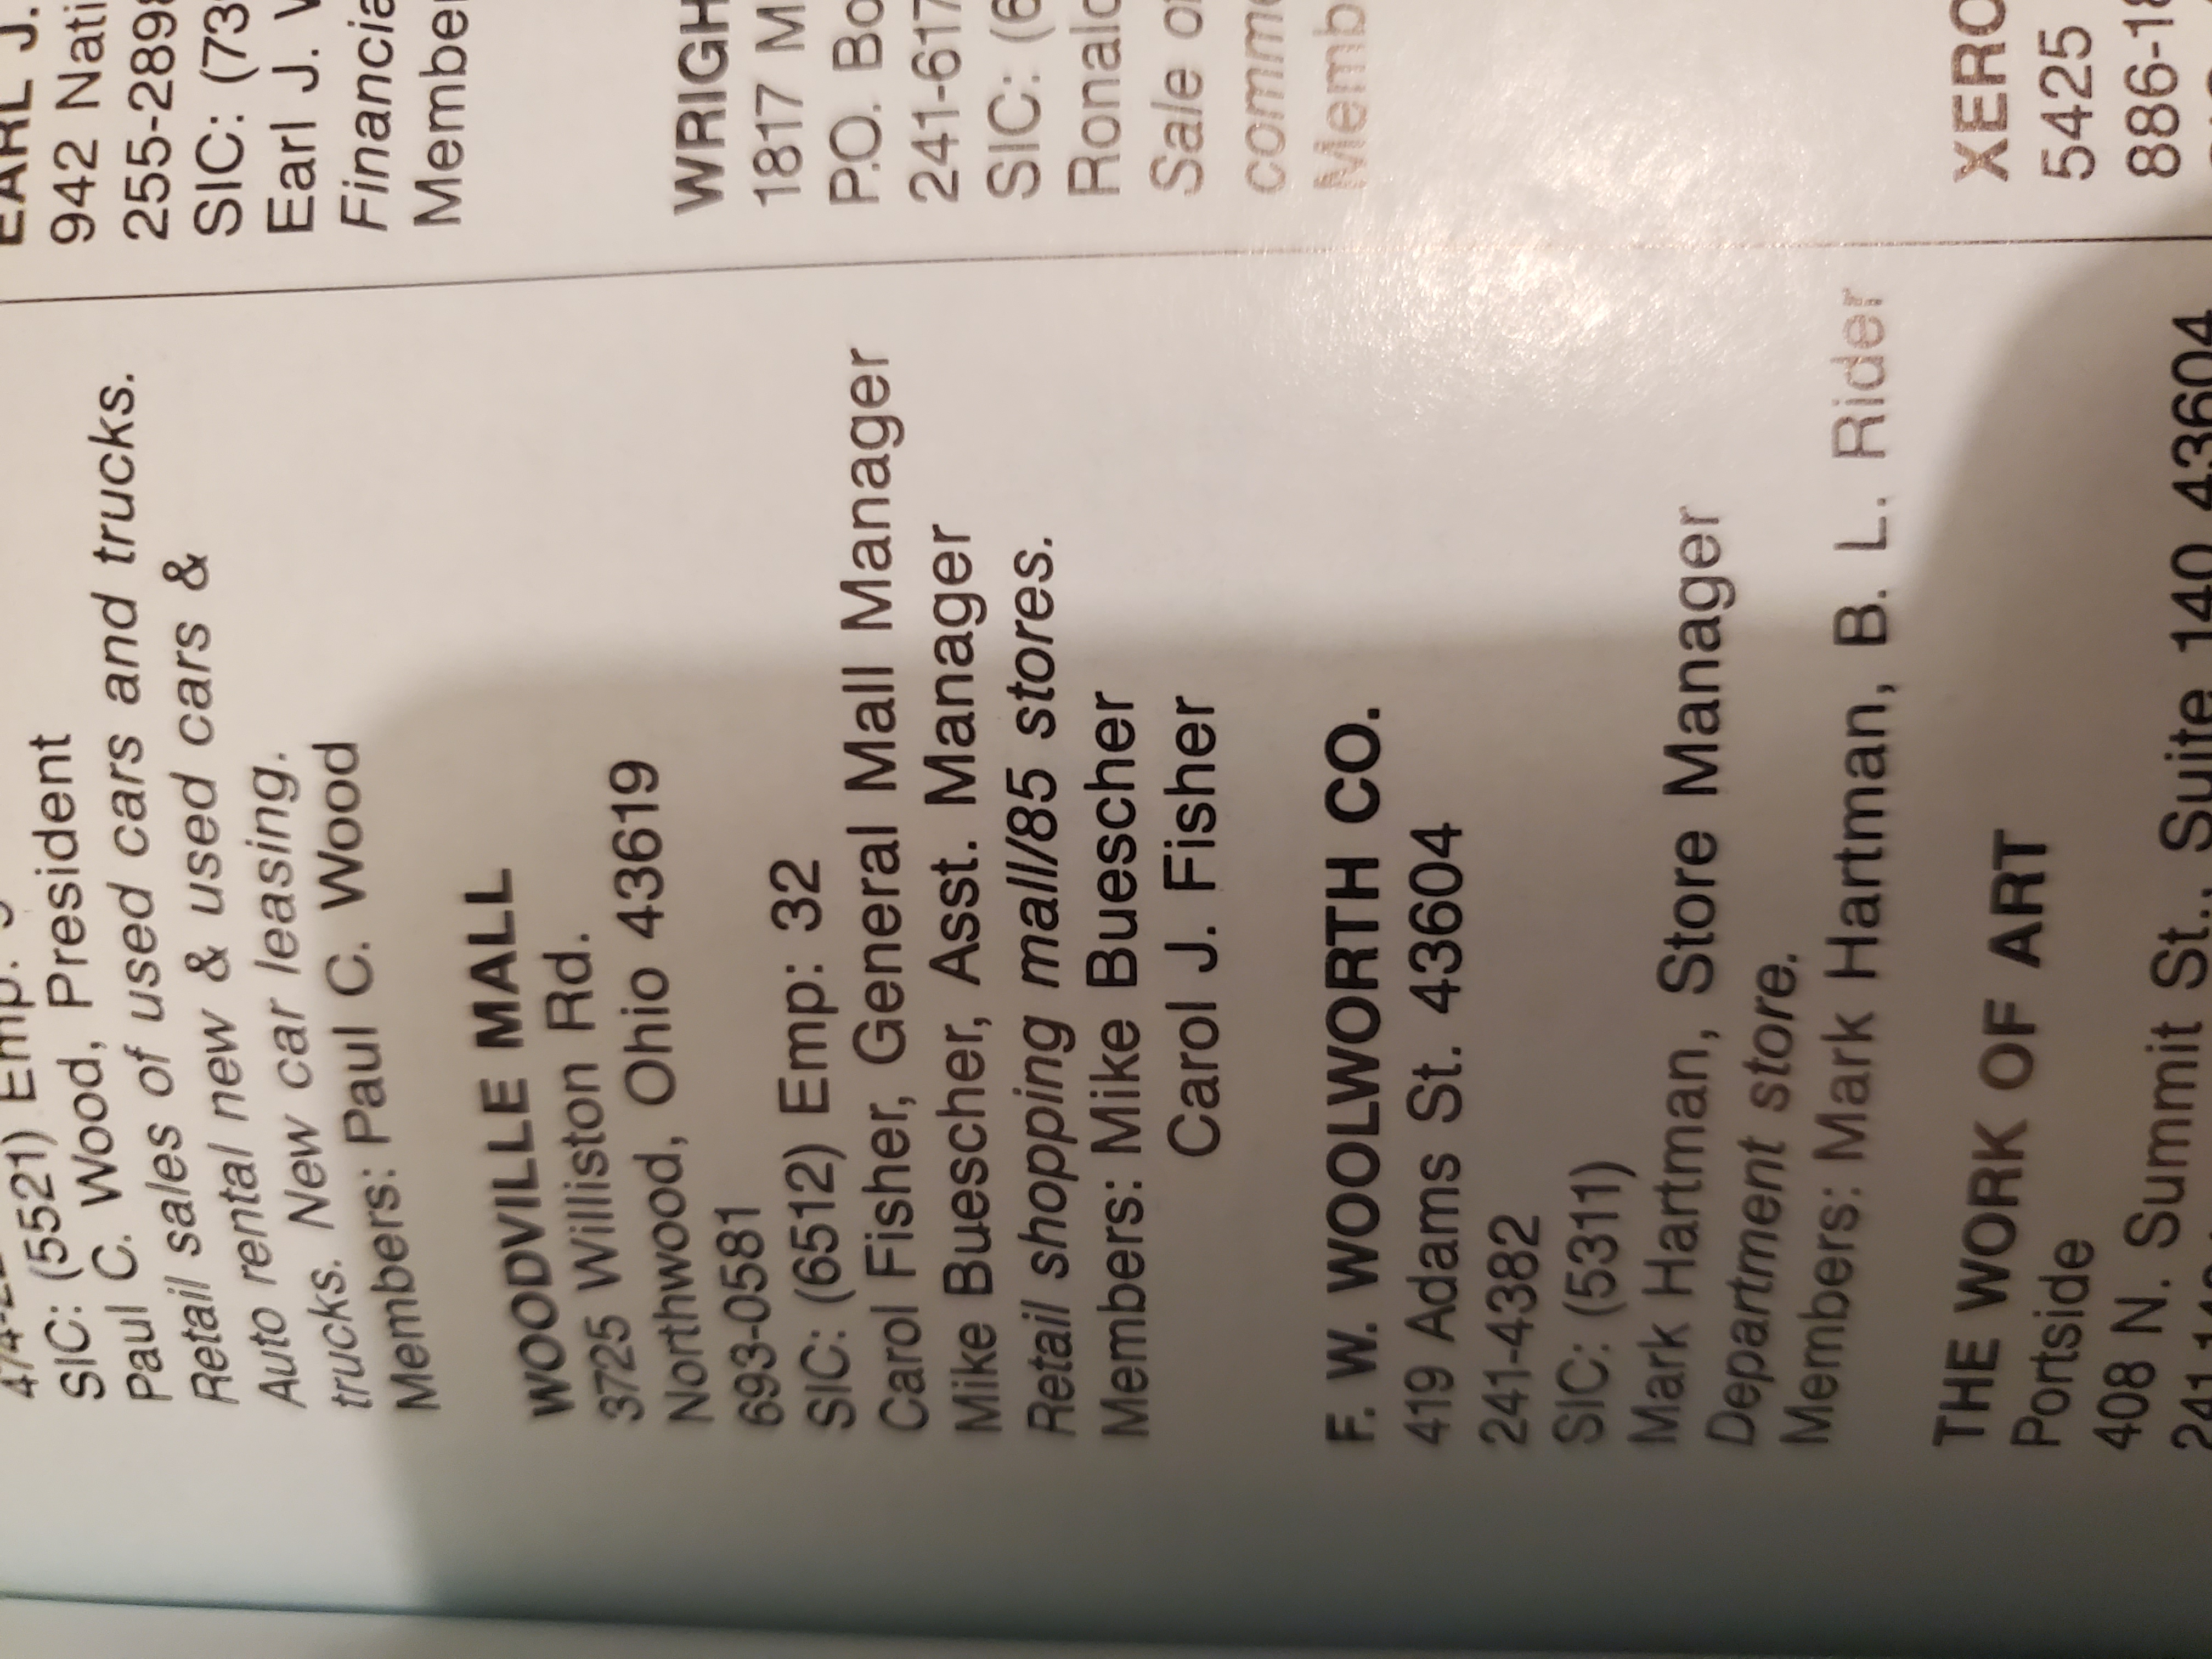 SIC: (5521) Emp:
Paul C. Wood, President
Retail sales of used cars and trucks.
Auto rental new & used cars &
trucks. New car leasing.
Members: Paul C. Wood
WOODVILLE MALL
3725 Williston Rd.
Northwood, Ohio 43619
693-0581
SIC: (6512) Emp: 32
Carol Fisher, General Mall Manager
Mike Buescher, Asst. Manager
Retail shopping mall/85 stores.
Members: Mike Buescher
Carol J. Fisher
F. W. WOOLWORTH CO.
419 Adams St. 43604
241-4382
SIC: (5311)
Mark Hartman, Store Manager
Department store.
Members: Mark Hartman, B. L. Rider
THE WORK OF ART
Portside
408 N. Summit St., Suite 140 43604
EARL J.
942 Nati
255-289
SIC: (73
Earl J.
Financia
Member
WRIGH
1817 M
P.O. Bo
241-617
SIC: (6
Ronald
Sale of
comme
Memb
XERO
5425
886-18